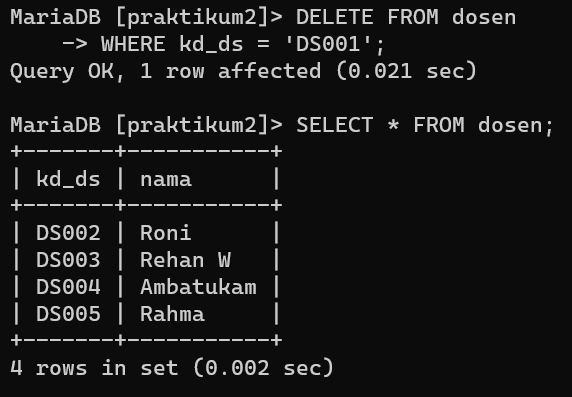 MariaDB [praktikum2]> DELETE FROM dosen
    -> WHERE kd_ds = 'DS001';
Query OK, 1 row affected (0.021 sec)

MariaDB [praktikum2]> SELECT * FROM dosen;
+-------+-----------+
| kd_ds | nama      |
+-------+-----------+
| DS002 | Roni      |
| DS003 | Rehan W   |
| DS004 | Ambatukam |
| DS005 | Rahma     |
+-------+-----------+
4 rows in set (0.002 sec)